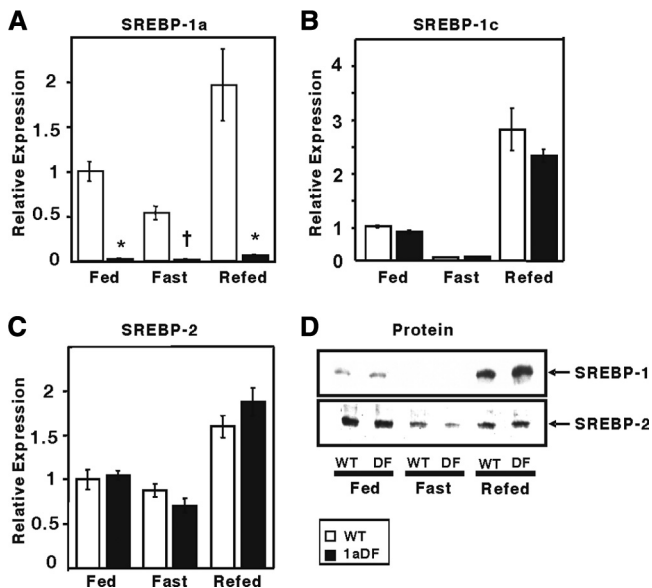 A
SREBP-1a
Relative Expression
2
1.5
1
0.5
0
*
†
*
Fed
Fast
Refed
B
SREBP-1c
Relative Expression
4
3
2
1
0
Fed
Fast
Refed
C
SREBP-2
Relative Expression
2
1.5
1
0.5
0
Fed
Fast
Refed
D
Protein
SREBP-1
SREBP-2
WT DF WT DF WT DF
Fed Fast Refed
WT
1aDF